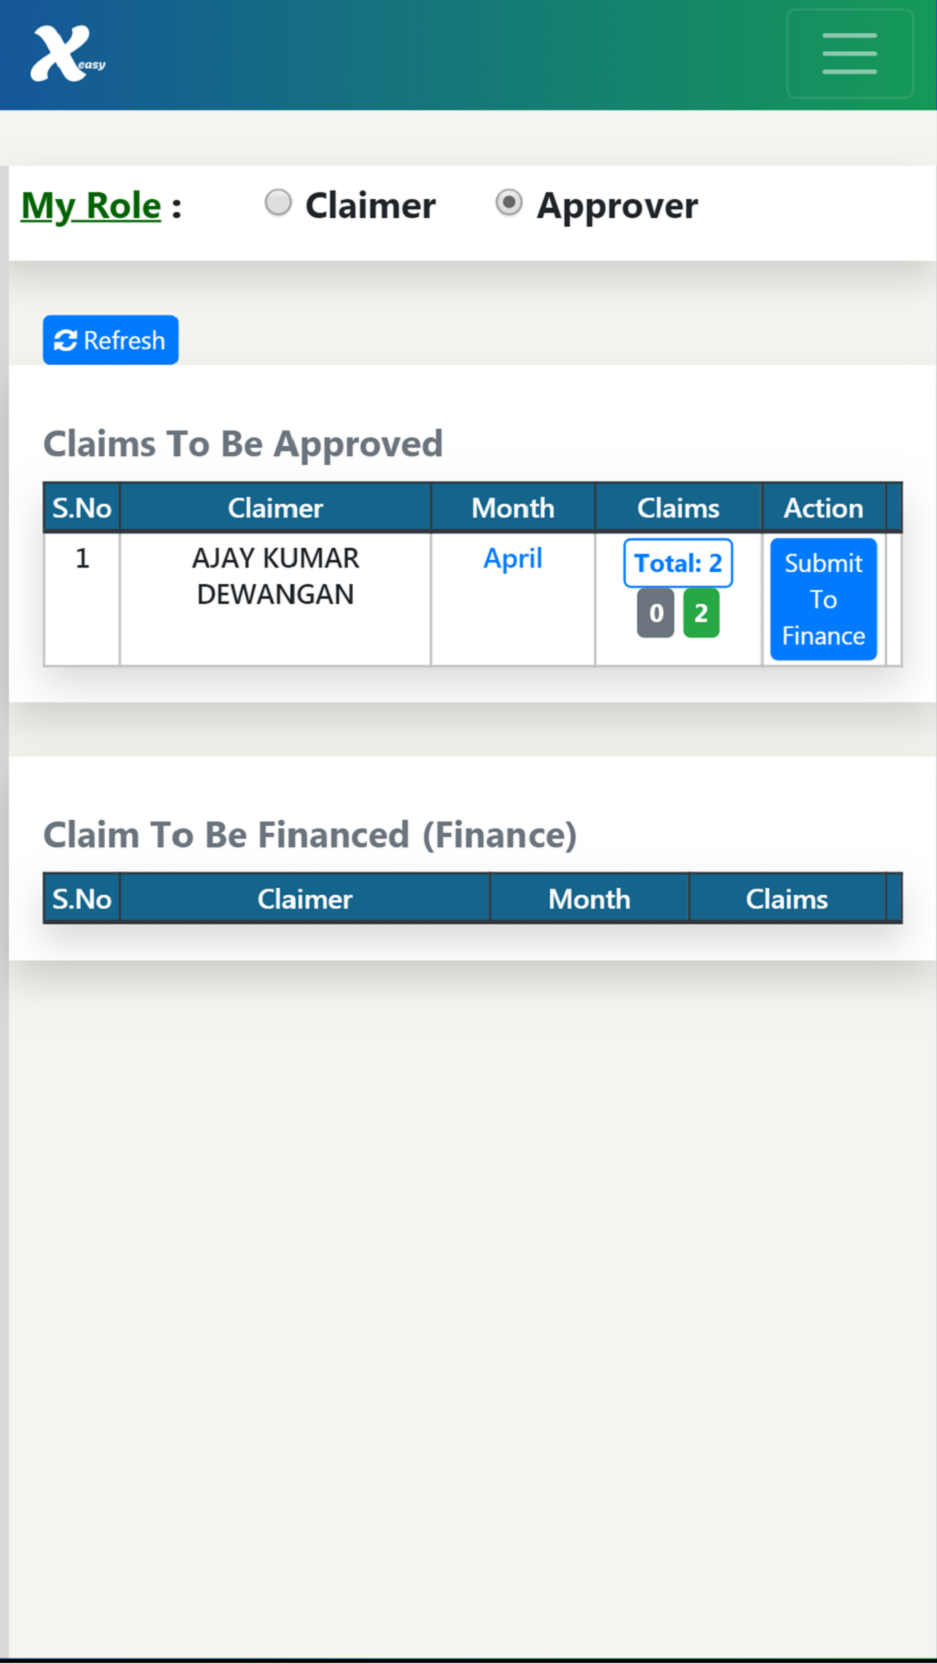 Xeasy
My Role : Claimer Approver
Refresh
Claims To Be Approved
S.No Claimer Month Claims Action
1 AJAY KUMAR DEWANGAN April Total: 2 0 2 Submit To Finance
Claim To Be Financed (Finance)
S.No Claimer Month Claims